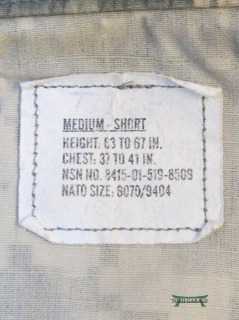 MEDIUM - SHORT
HEIGHT: 63 TO 67 IN.
CHEST: 37 TO 41 IN.
NSN NO. 8415-01-519-8509
NATO SIZE: 6070/9404